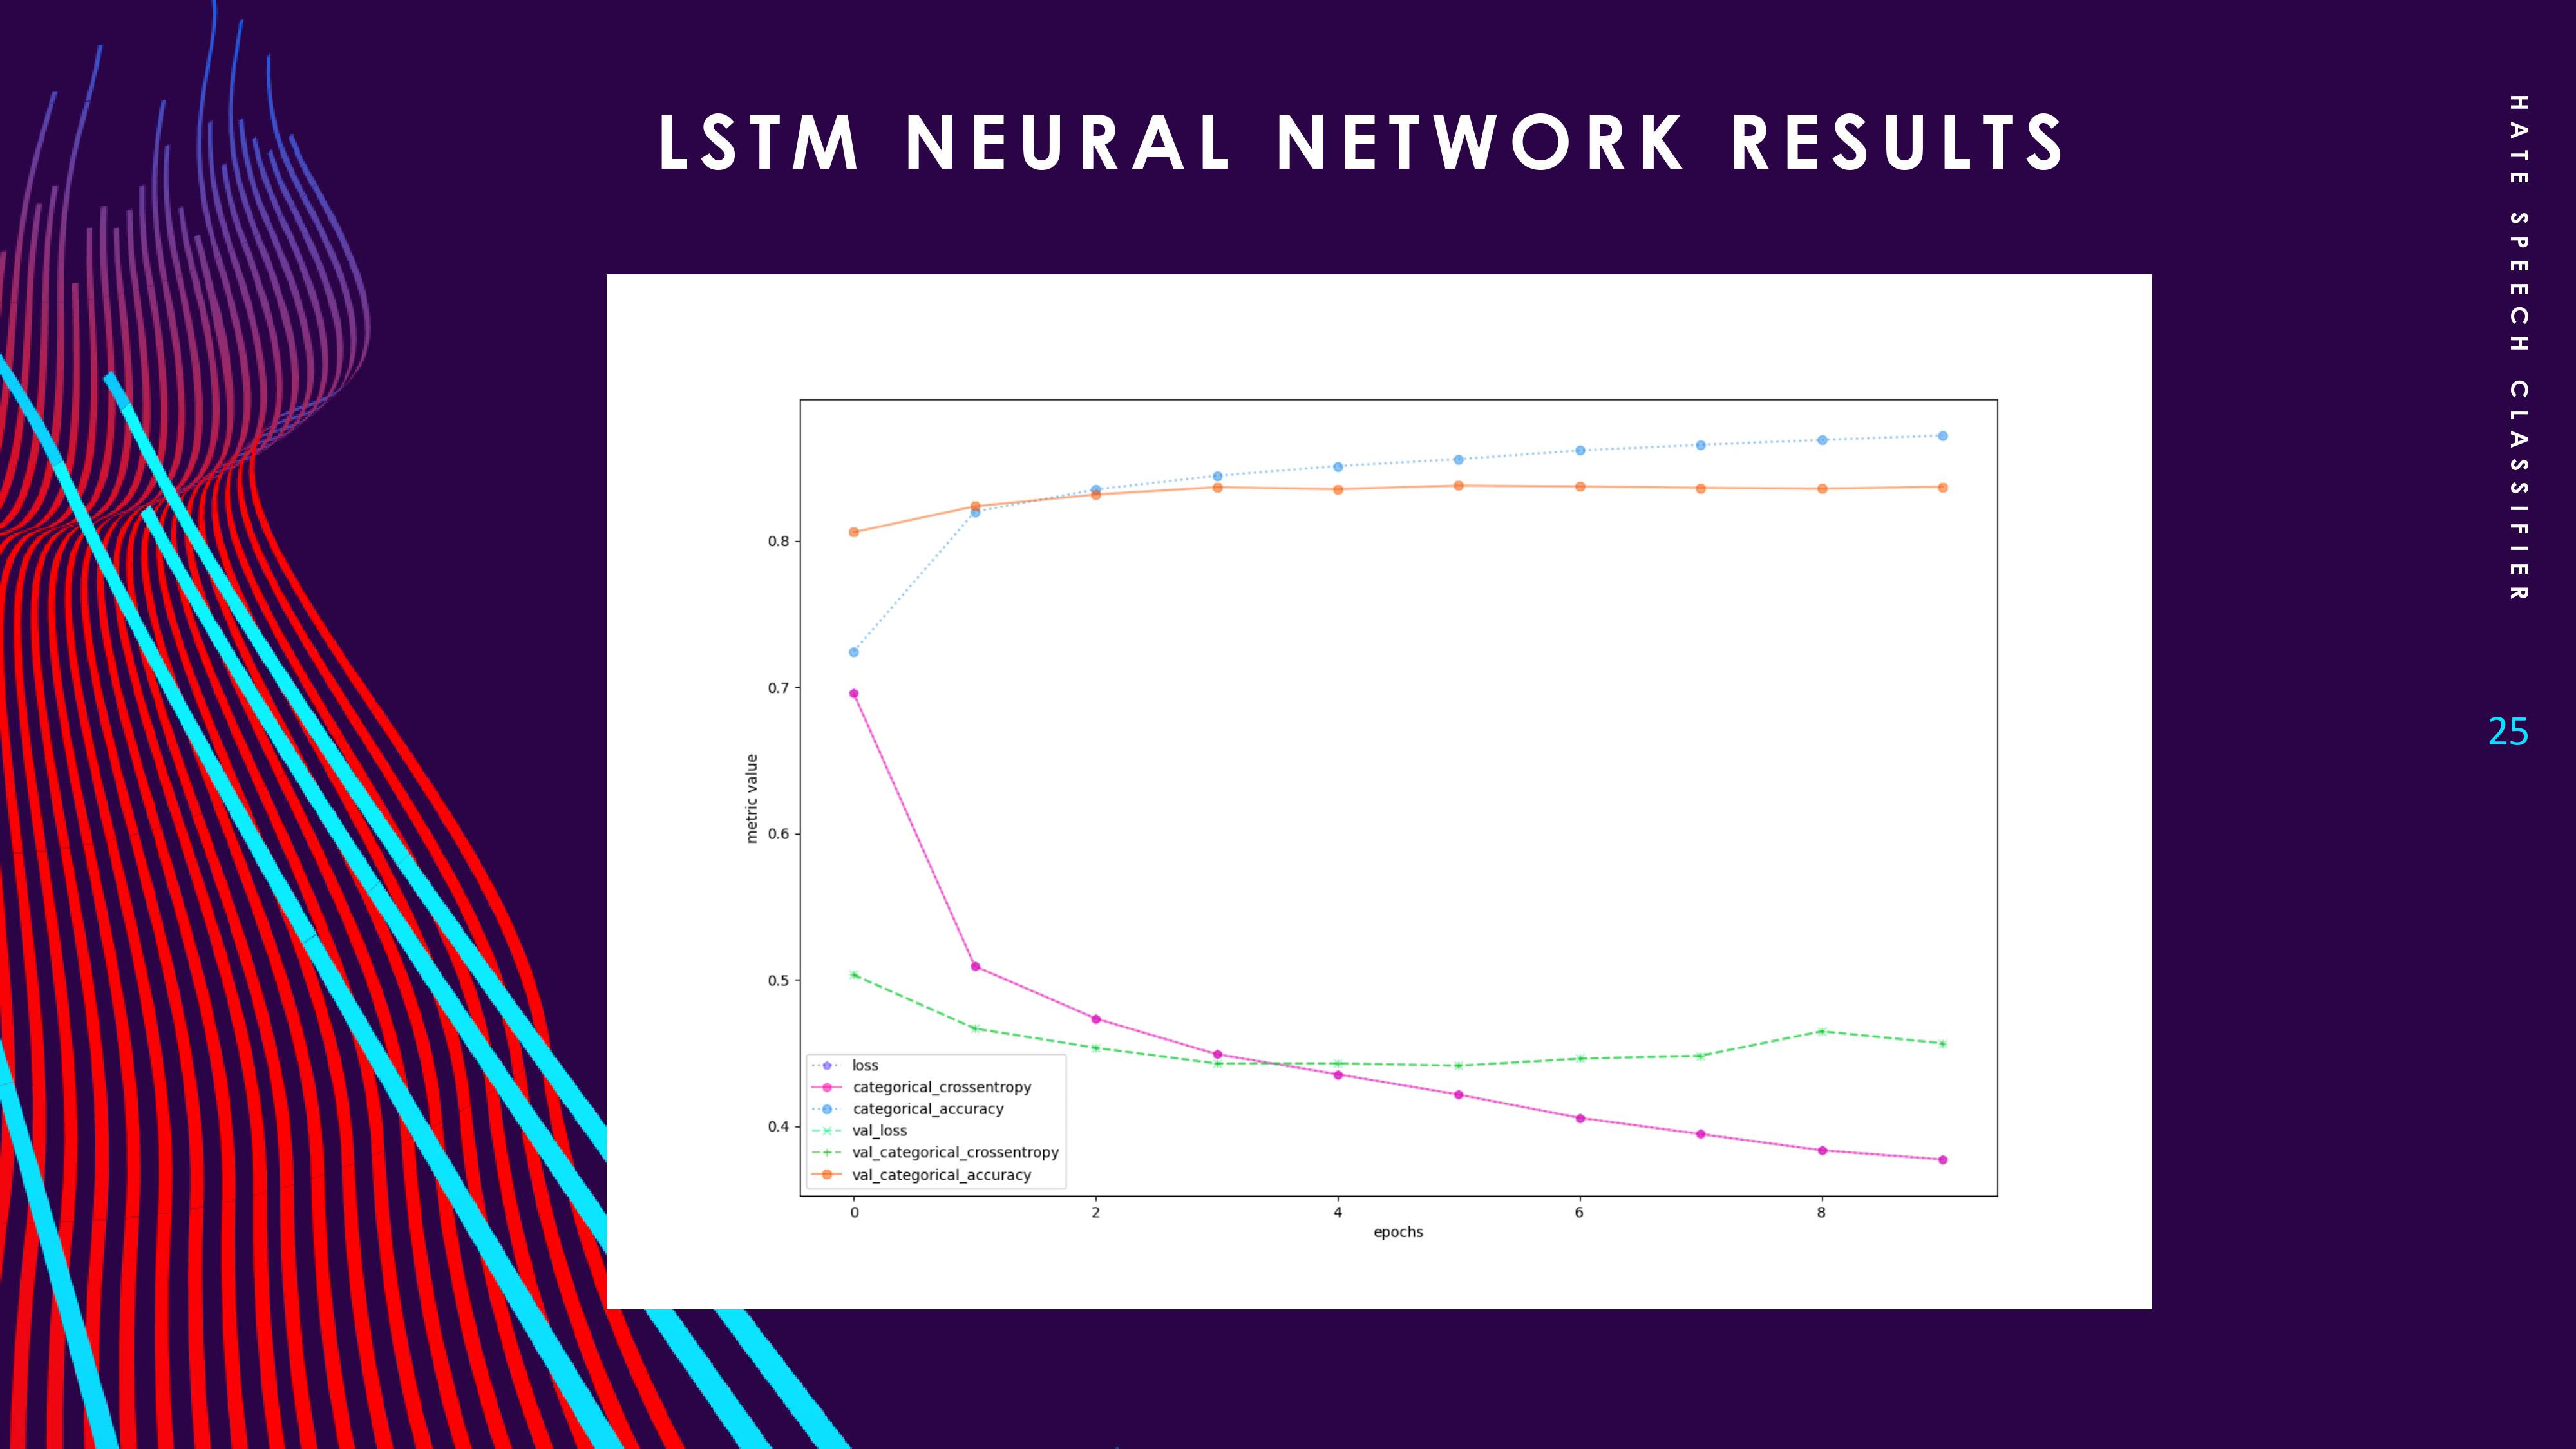 LSTM NEURAL NETWORK RESULTS
HATE SPEECH CLASSIFIER
25
metric value
0.8
0.7
0.6
0.5
0.4
loss
categorical_crossentropy
categorical_accuracy
val_loss
val_categorical_crossentropy
val_categorical_accuracy
0 2 4 6 8
epochs